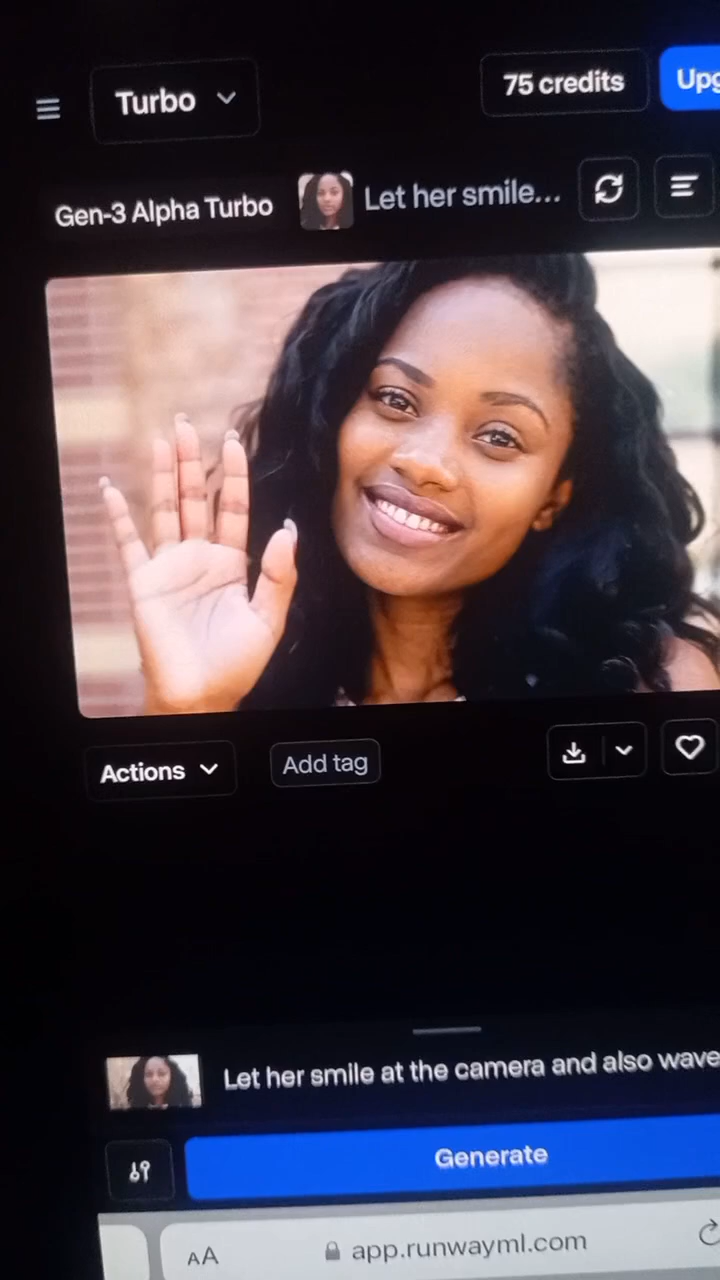 Turbo
75 credits
Gen-3 Alpha Turbo
Let her smile...
Actions
Add tag
Let her smile at the camera and also wave
Generate
AA
app.runwayml.com